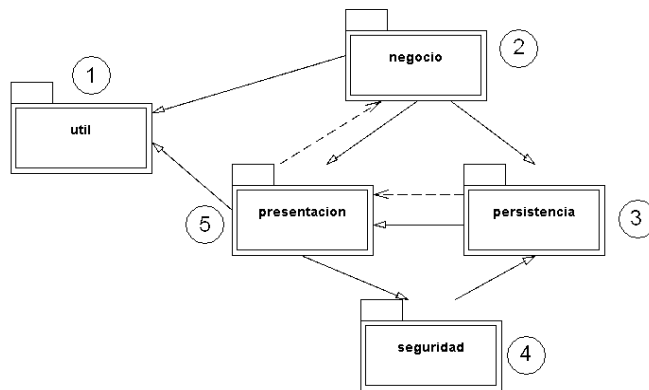 1
negocio
2
util
5
presentacion
persistencia
3
seguridad
4